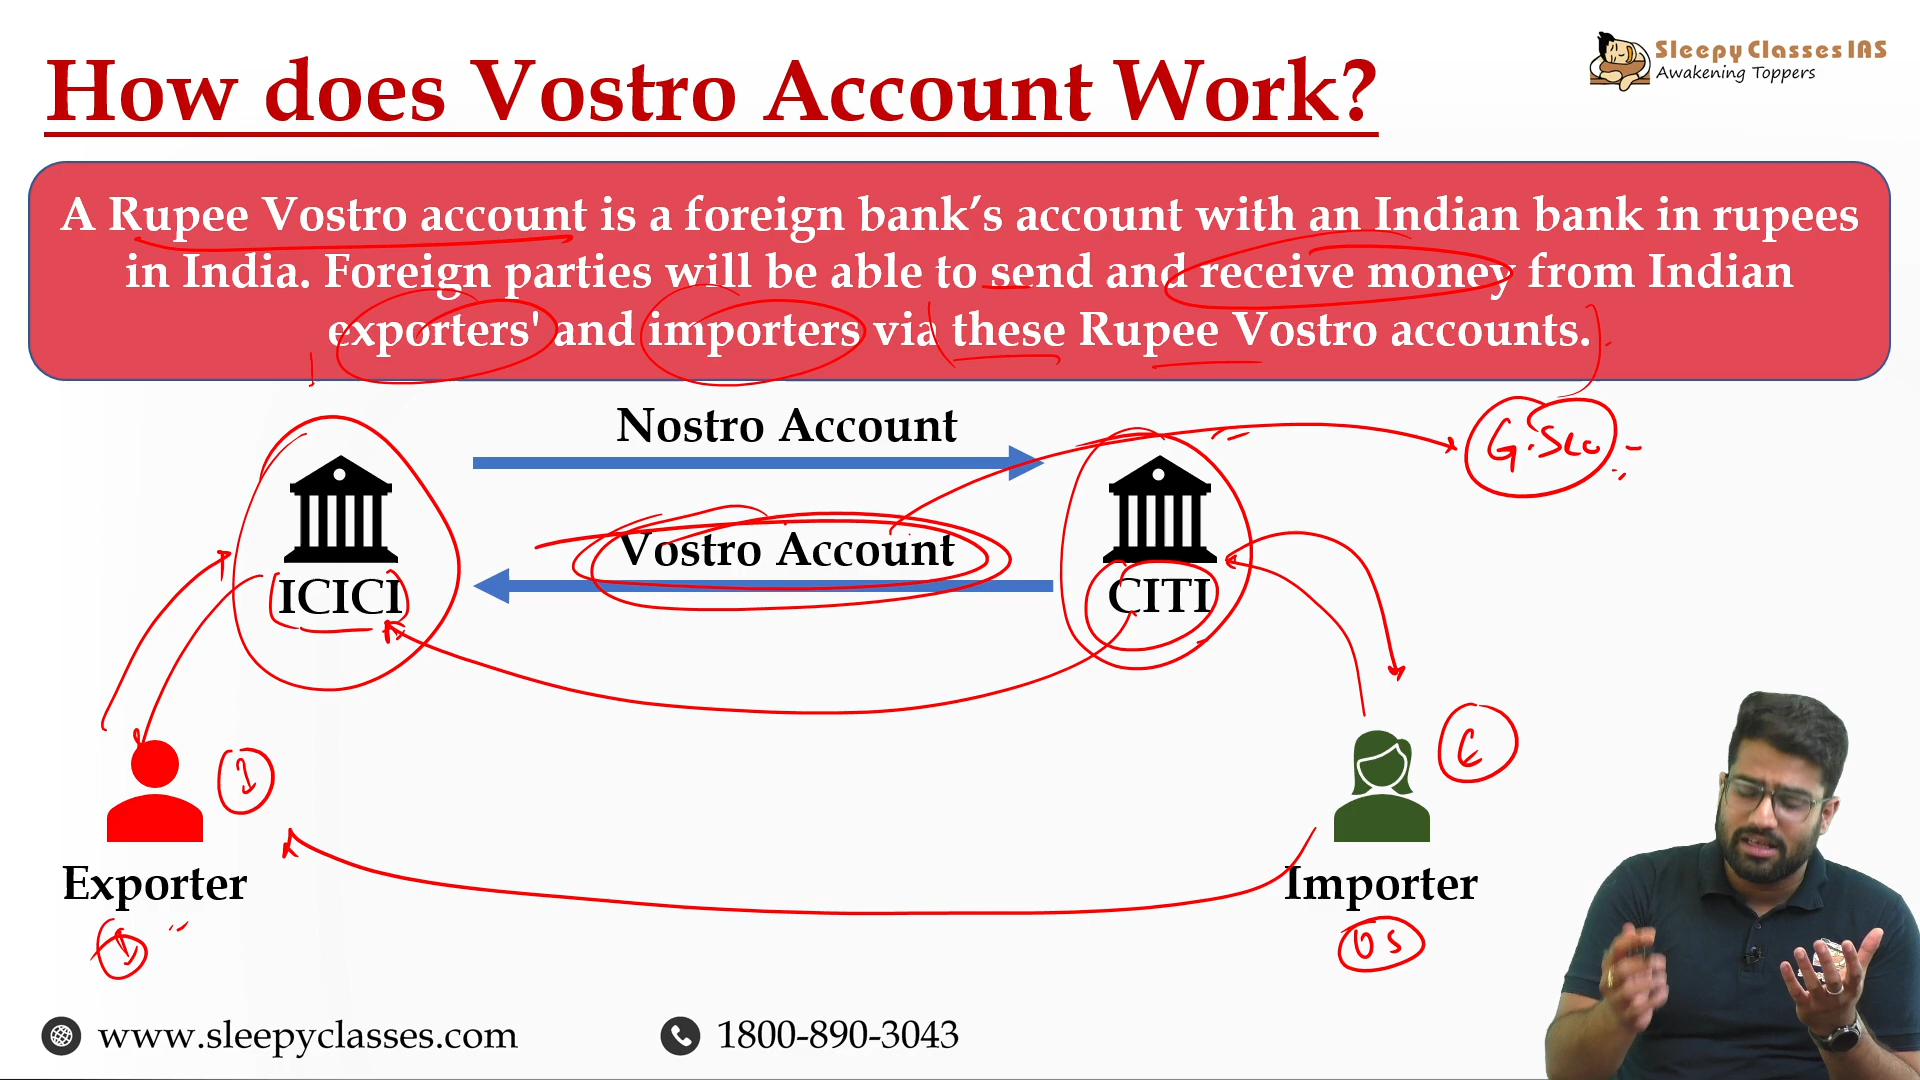 How does Vostro Account Work?
Sleepy Classes IAS
Awakening Toppers
A Rupee Vostro account is a foreign bank’s account with an Indian bank in rupees
in India. Foreign parties will be able to send and receive money from Indian
exporters' and importers via these Rupee Vostro accounts.
Nostro Account
G.Sec
Vostro Account
ICICI
CITI
I
E
Exporter
Importer
I
US
www.sleepyclasses.com
1800-890-3043